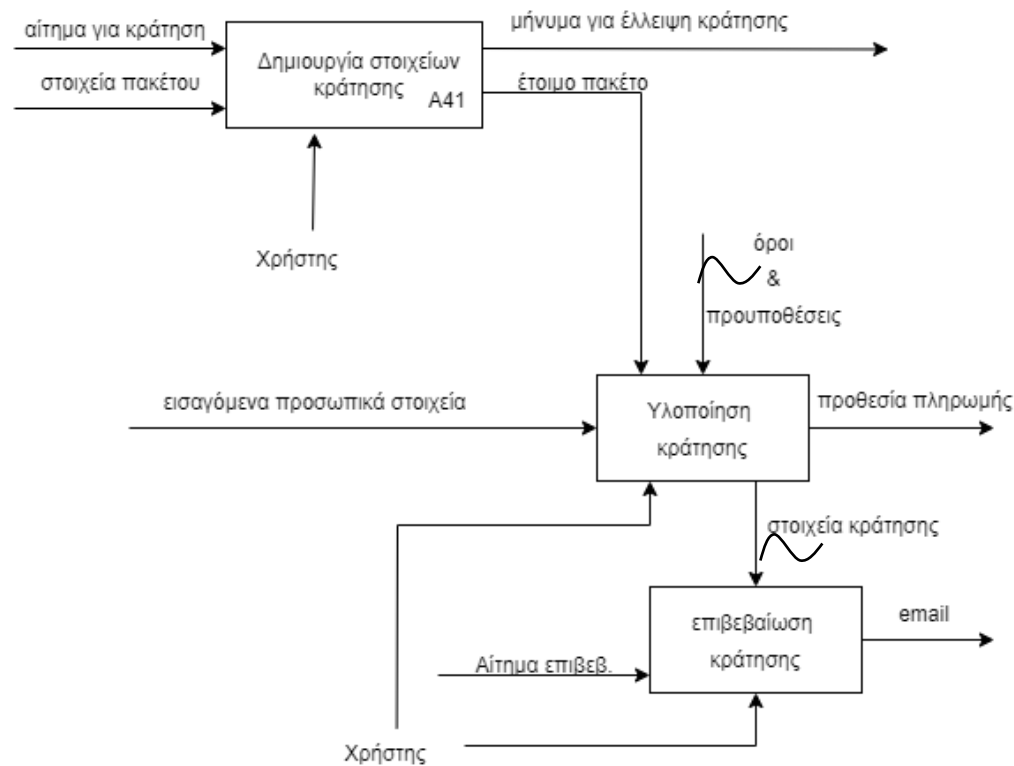 αίτημα για κράτηση
μήνυμα για έλλειψη κράτησης
Δημιουργία στοιχείων
κράτησης
Α41
στοιχεία πακέτου
έτοιμο πακέτο
Χρήστης
όροι
&
προυποθέσεις
εισαγόμενα προσωπικά στοιχεία
Υλοποίηση
κράτησης
προθεσία πληρωμής
στοιχεία κράτησης
επιβεβαίωση
κράτησης
email
Αίτημα επιβεβ.
Χρήστης